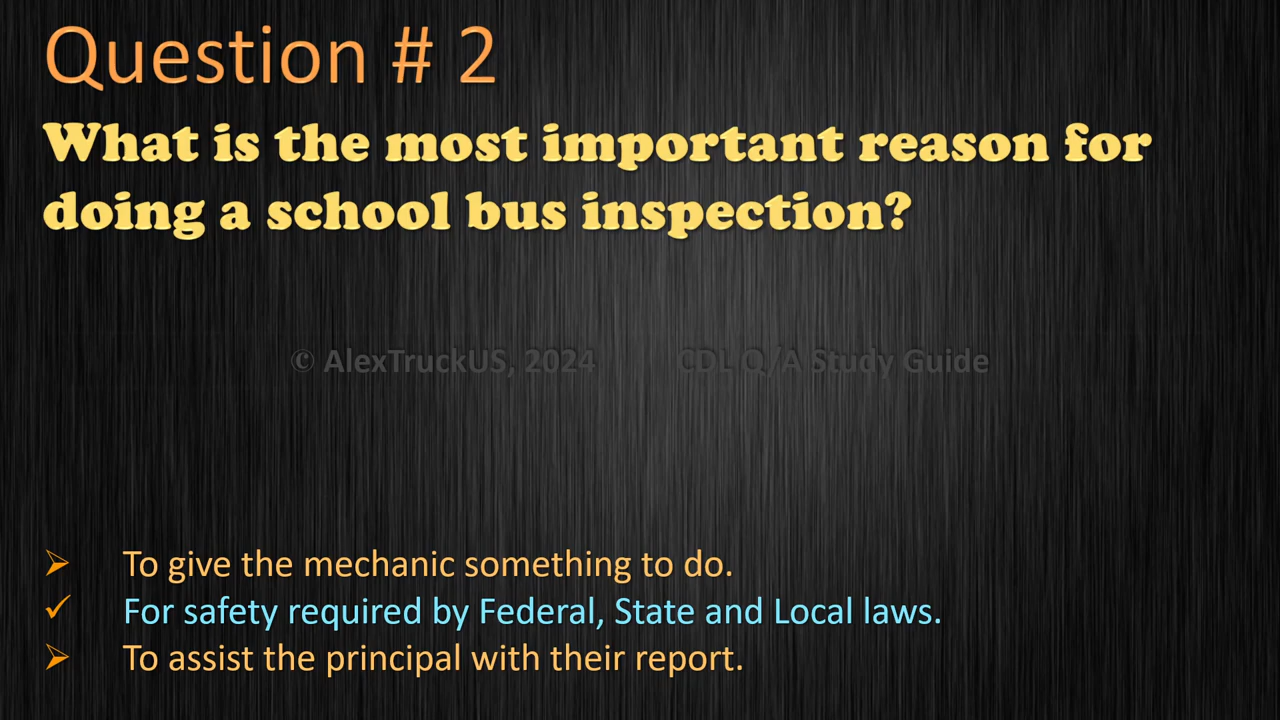 Question # 2
What is the most important reason for
doing a school bus inspection?
© AlexTruckUS, 2024 CDL Q/A Study Guide
➢ To give the mechanic something to do.
✓ For safety required by Federal, State and Local laws.
➢ To assist the principal with their report.